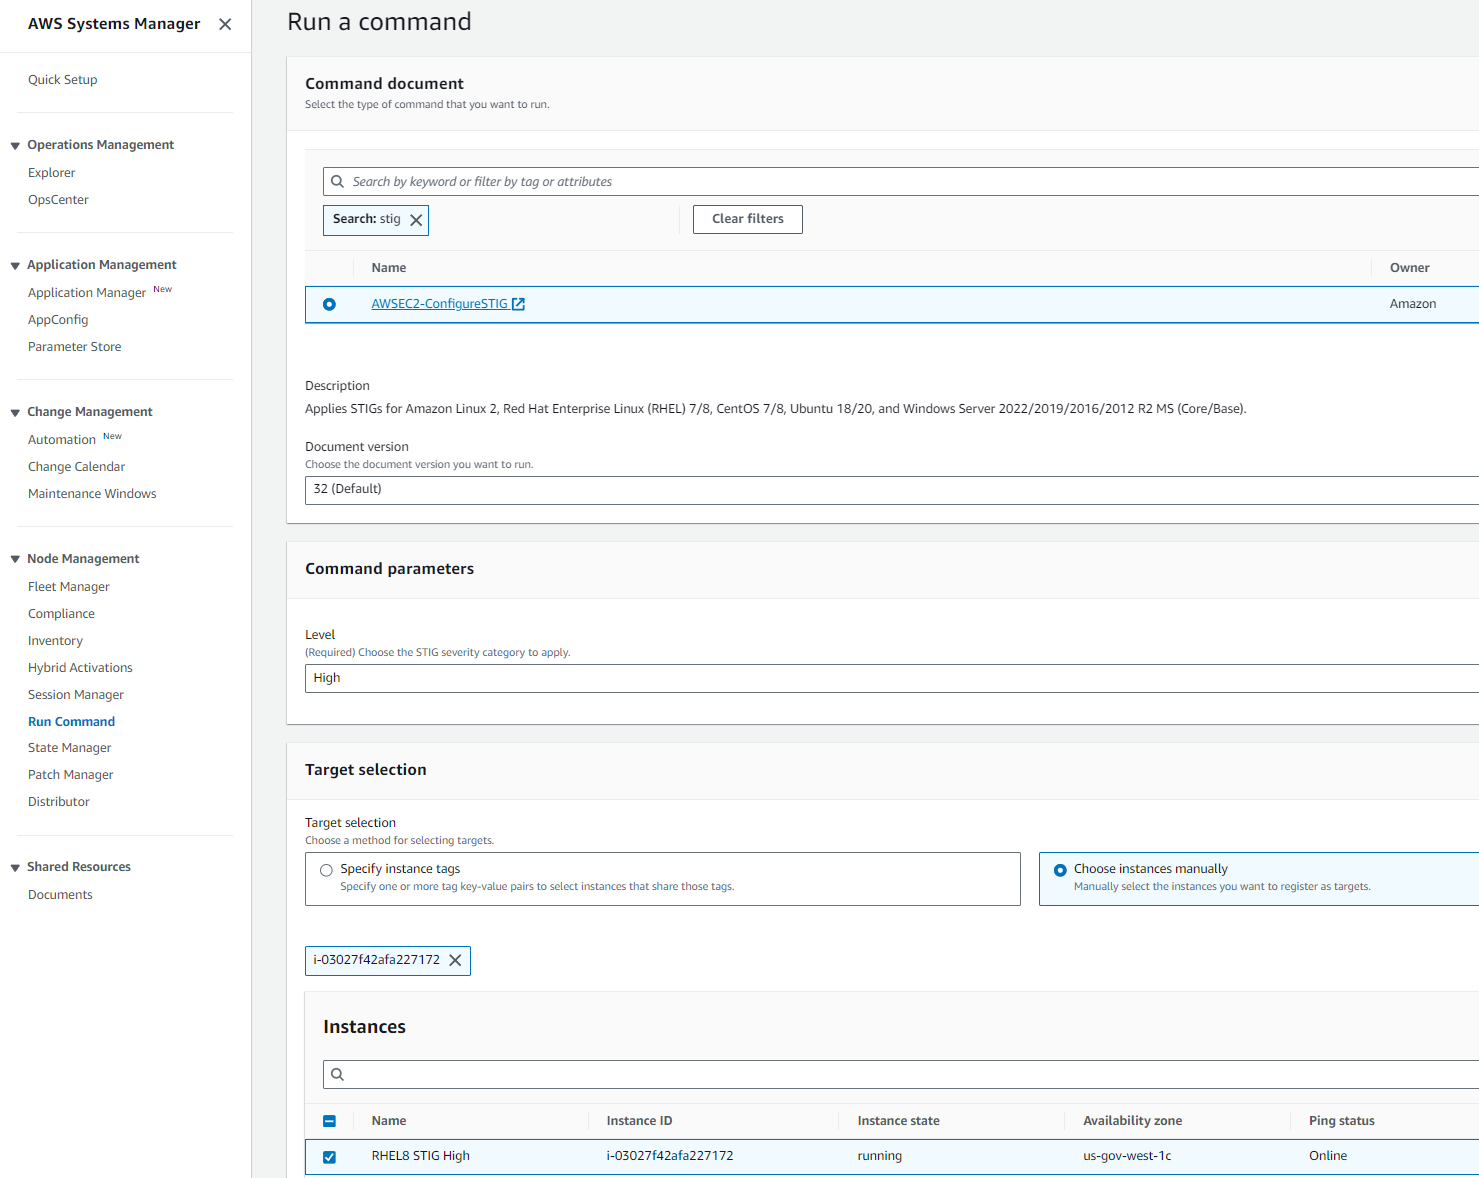 AWS Systems Manager
Quick Setup
Operations Management
Explorer
OpsCenter
Application Management
Application Manager New
AppConfig
Parameter Store
Change Management
Automation New
Change Calendar
Maintenance Windows
Node Management
Fleet Manager
Compliance
Inventory
Hybrid Activations
Session Manager
Run Command
State Manager
Patch Manager
Distributor
Shared Resources
Documents
Run a command
Command document
Select the type of command that you want to run.
Search by keyword or filter by tag or attributes
Search: stig
Clear filters
Name Owner
AWSEC2-ConfigureSTIG Amazon
Description
Applies STIGs for Amazon Linux 2, Red Hat Enterprise Linux (RHEL) 7/8, CentOS 7/8, Ubuntu 18/20, and Windows Server 2022/2019/2016/2012 R2 MS (Core/Base).
Document version
Choose the document version you want to run.
32 (Default)
Command parameters
Level
(Required) Choose the STIG severity category to apply.
High
Target selection
Target selection
Choose a method for selecting targets.
Specify instance tags
Specify one or more tag key-value pairs to select instances that share those tags.
Choose instances manually
Manually select the instances you want to register as targets.
i-03027f42afa227172
Instances
Name Instance ID Instance state Availability zone Ping status
RHEL8 STIG High i-03027f42afa227172 running us-gov-west-1c Online